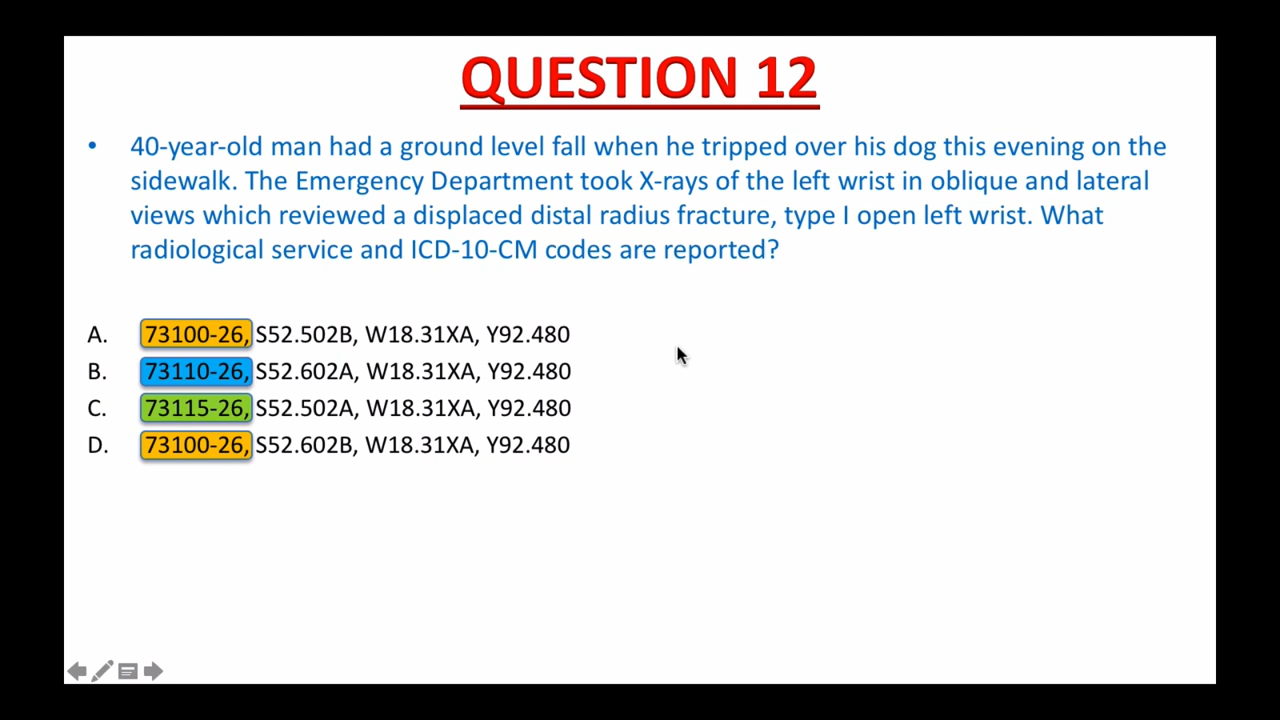 QUESTION 12
• 40-year-old man had a ground level fall when he tripped over his dog this evening on the
sidewalk. The Emergency Department took X-rays of the left wrist in oblique and lateral
views which reviewed a displaced distal radius fracture, type I open left wrist. What
radiological service and ICD-10-CM codes are reported?
A. 73100-26, S52.502B, W18.31XA, Y92.480
B. 73110-26, S52.602A, W18.31XA, Y92.480
C. 73115-26, S52.502A, W18.31XA, Y92.480
D. 73100-26, S52.602B, W18.31XA, Y92.480